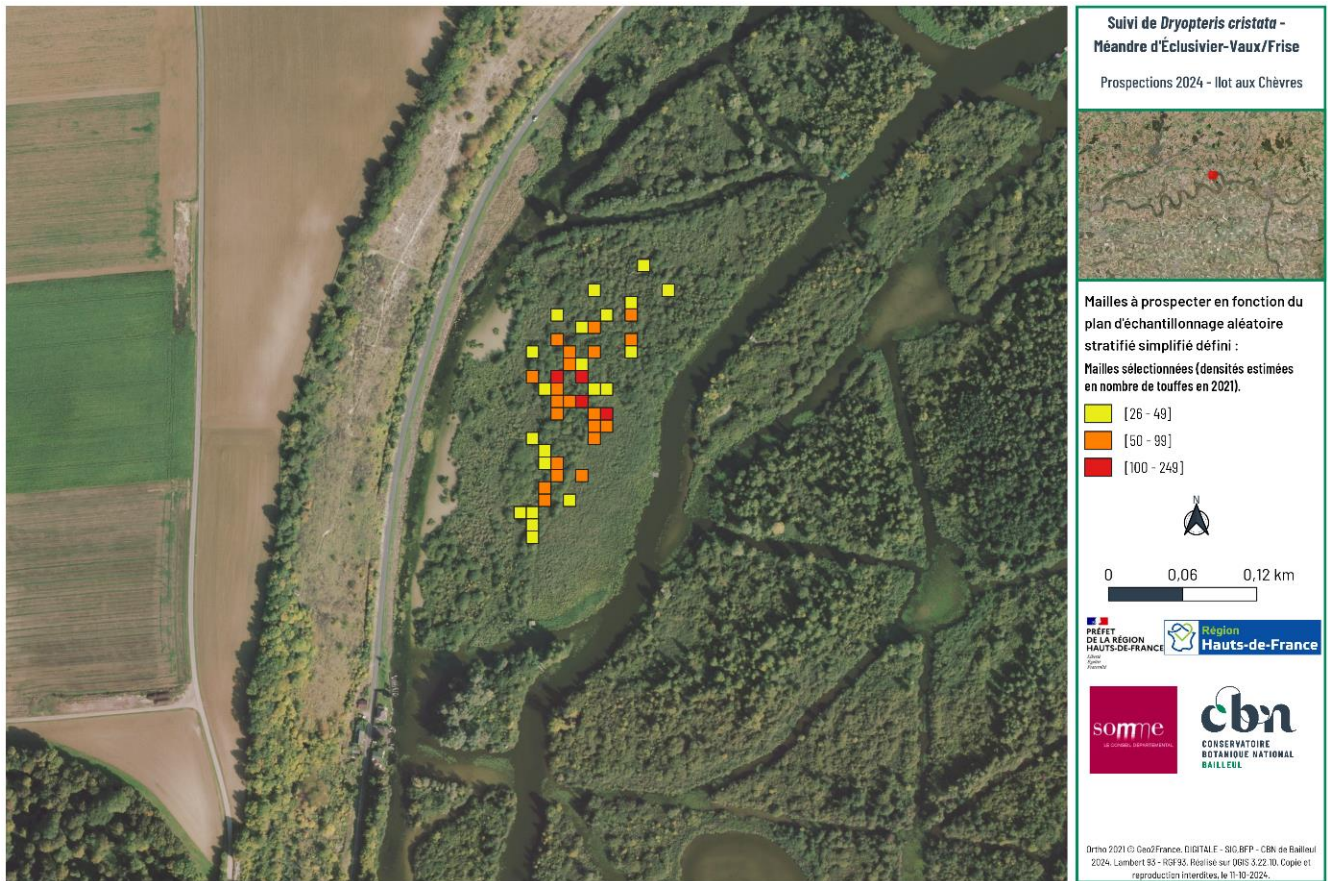 Suivi de Dryopteris cristata -
Méandre d'Éclusivier-Vaux/Frise
Prospections 2024 - Ilot aux Chèvres
Mailles à prospecter en fonction du
plan d'échantillonnage aléatoire
stratifié simplifié défini :
Mailles sélectionnées (densités estimées
en nombre de touffes en 2021).
[26 - 49]
[50 - 99]
[100 - 249]
N
0 0,06 0,12 km
PRÉFET
DE LA RÉGION
HAUTS-DE-FRANCE
Liberté
Égalité
Fraternité
Région
Hauts-de-France
somme
LE CONSEIL DÉPARTEMENTAL
cbn
CONSERVATOIRE
BOTANIQUE NATIONAL
BAILLEUL
Ortho 2021 © Geo2France. DIGITALE - SIG.BFP - CBN de Bailleul
2024. Lambert 93 - RGF93. Réalisé sur QGIS 3.22.10. Copie et
reproduction interdites, le 11-10-2024.